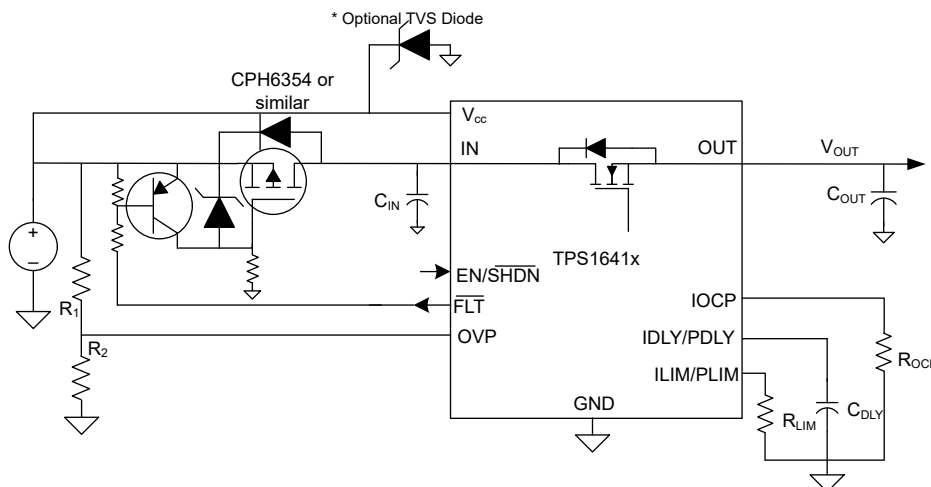 * Optional TVS Diode
CPH6354 or
similar
Vcc
IN
OUT
VOUT
CIN
COUT
TPS1641x
+
−
EN/SHDN
FLT
IOCP
R1
OVP
IDLY/PDLY
R2
ROCP
ILIM/PLIM
GND
RLIM
CDLY